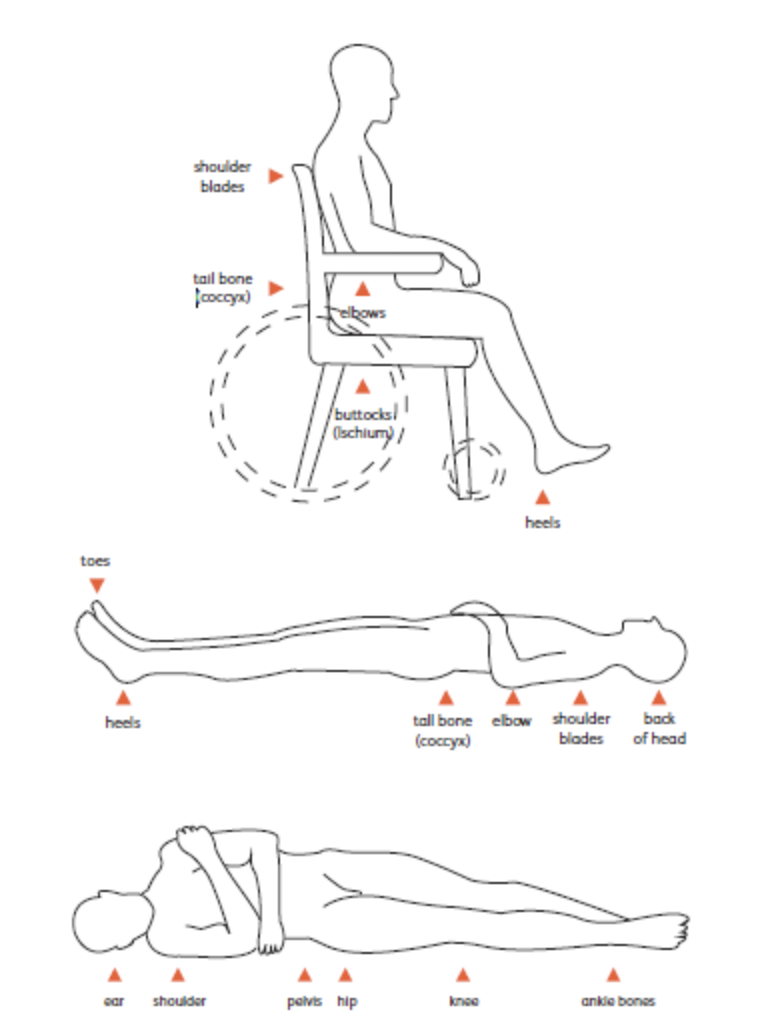 shoulder
blades
tail bone
(coccyx)
elbows
buttocks
(Ischium)
heels
toes
heels
tall bone
(coccyx)
elbow
shoulder
blades
back
of head
ear
shoulder
pelvis
hip
knee
ankle bones